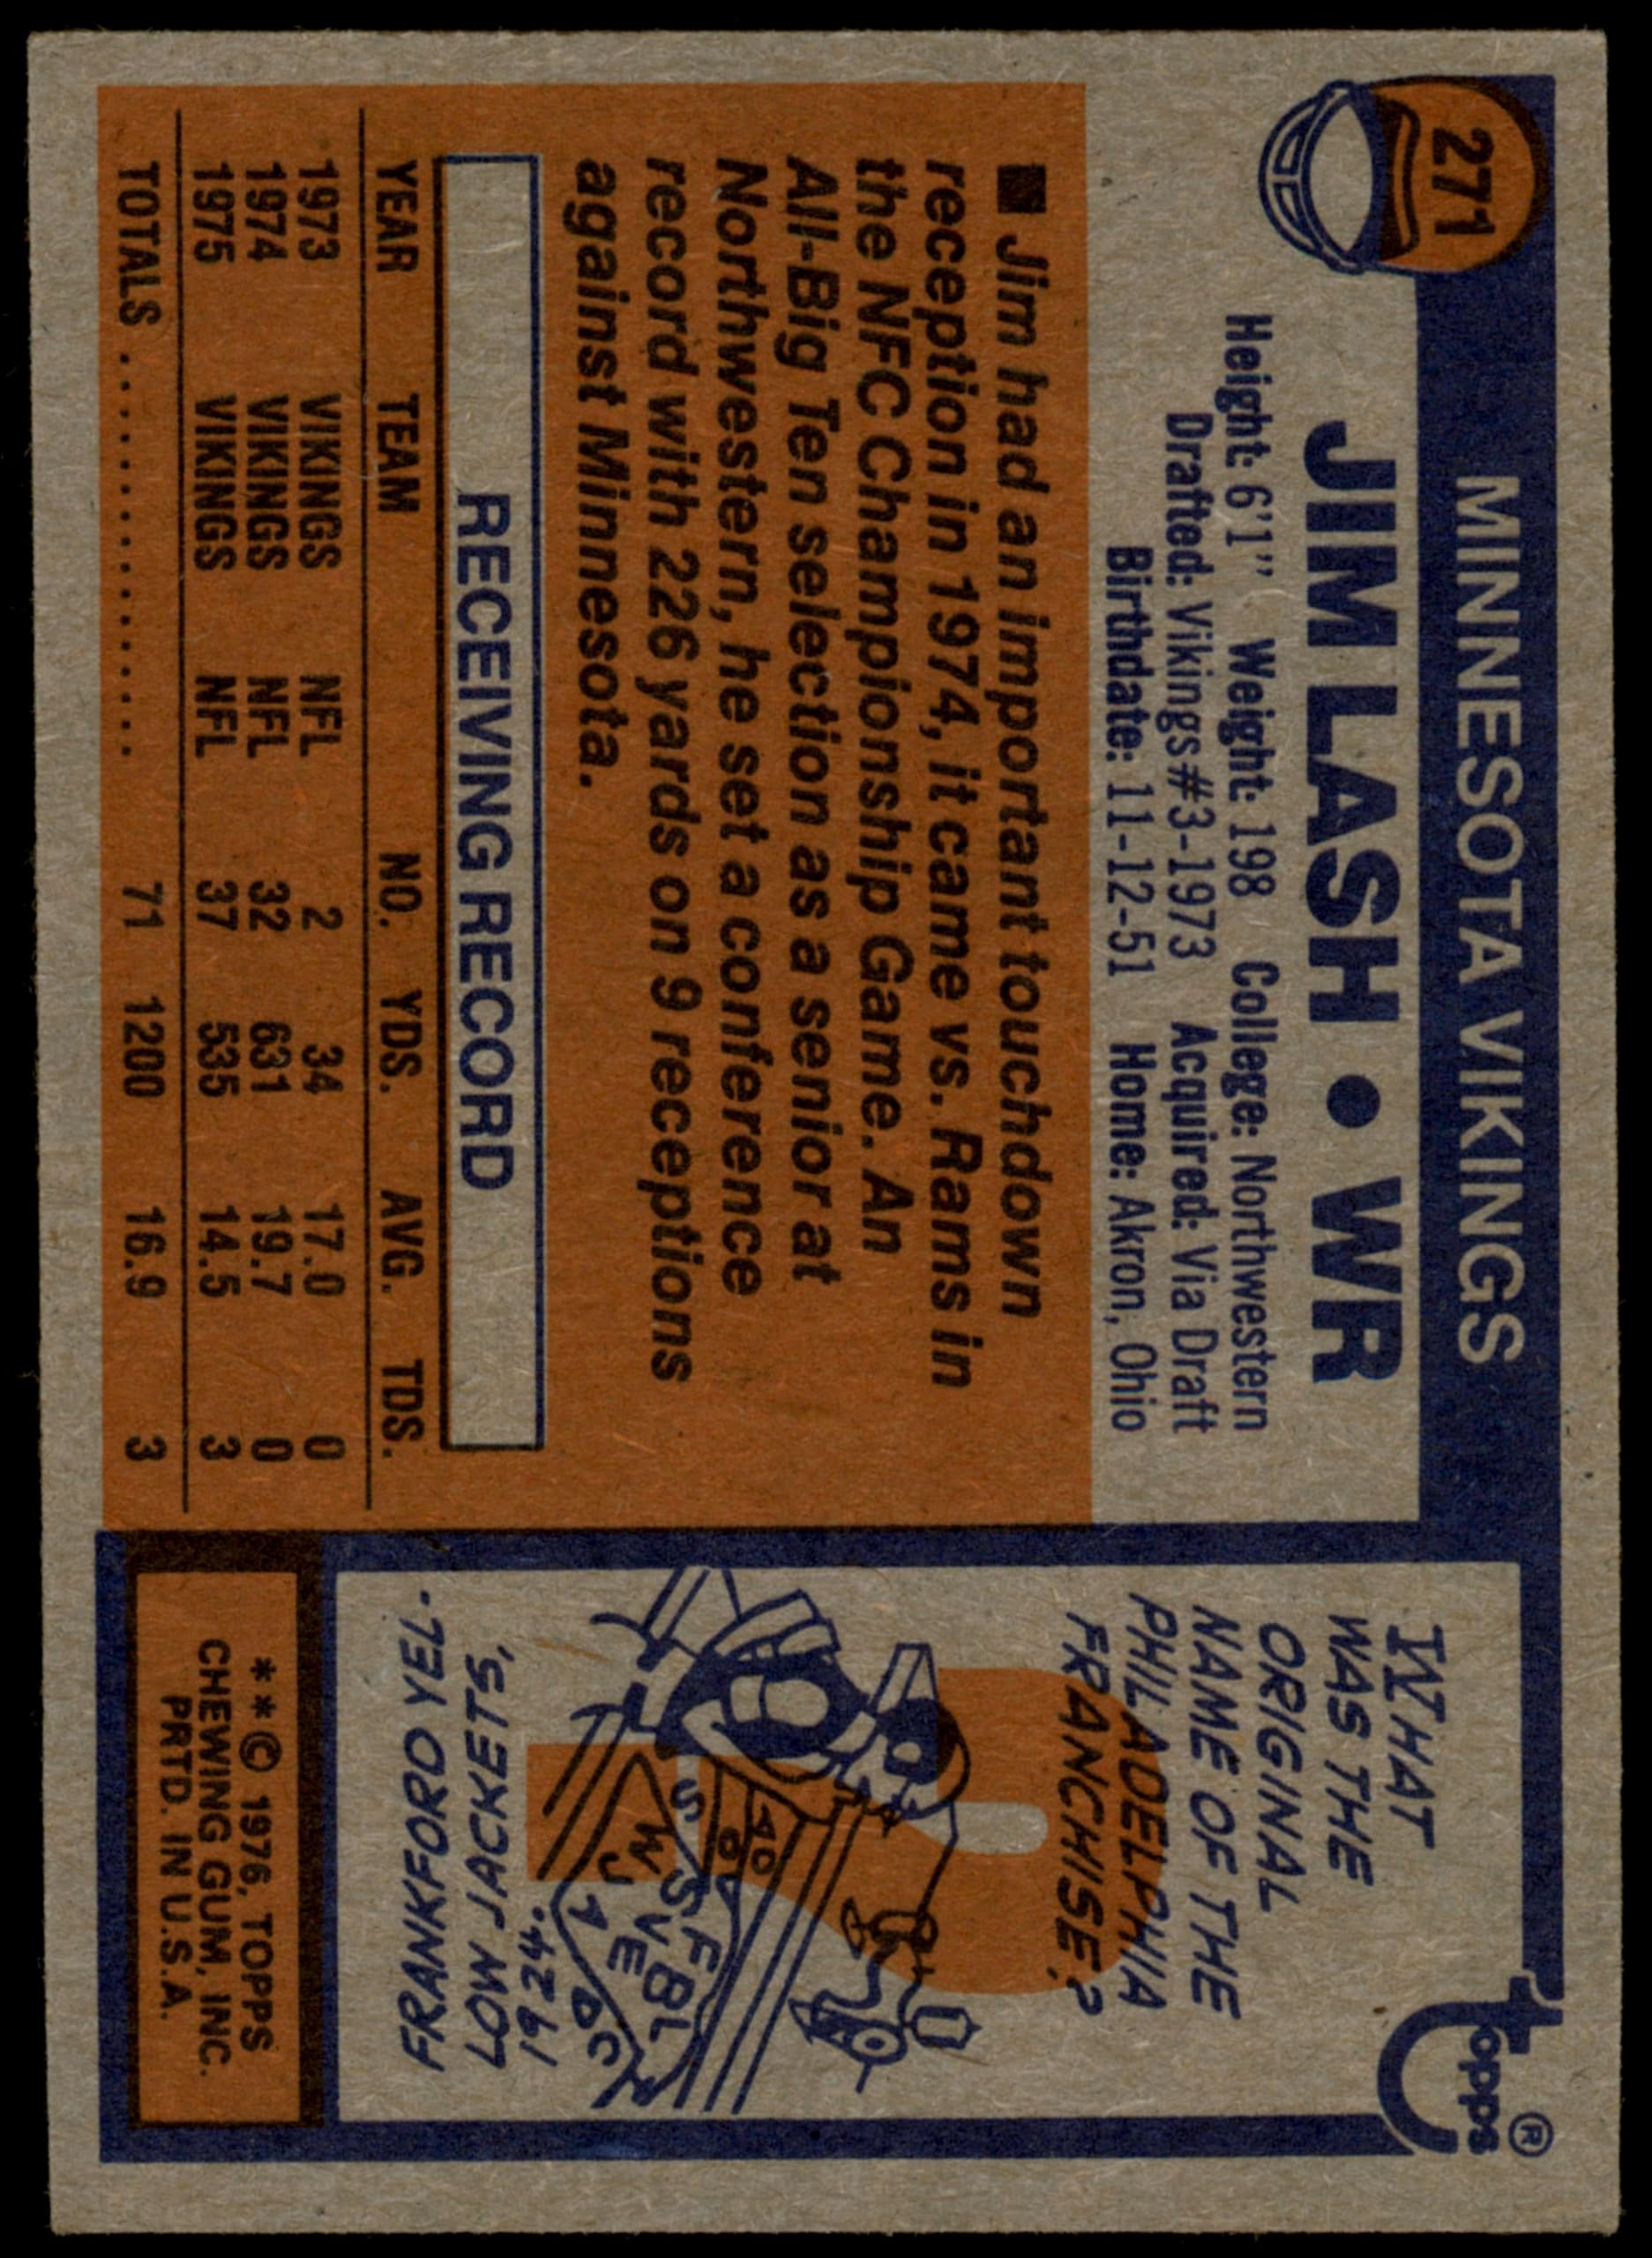 271
MINNESOTA VIKINGS
JIM LASH • WR
Height: 6'1'' Weight: 198 College: Northwestern
Drafted: Vikings #3-1973 Acquired: Via Draft
Birthdate: 11-12-51 Home: Akron, Ohio
■ Jim had an important touchdown
reception in 1974, it came vs. Rams in
the NFC Championship Game. An
All-Big Ten selection as a senior at
Northwestern, he set a conference
record with 226 yards on 9 receptions
against Minnesota.
RECEIVING RECORD
YEAR TEAM NO. YDS. AVG. TDS.
1973 VIKINGS NFL 2 34 17.0 0
1974 VIKINGS NFL 32 631 19.7 0
1975 VIKINGS NFL 37 535 14.5 3
TOTALS .................. 71 1200 16.9 3
topps ®
WHAT
WAS THE
ORIGINAL
NAME OF THE
PHILADELPHIA
FRANCHISE?
FRANKFORD YEL-
LOW JACKETS,
1924.
* * © 1976, TOPPS
CHEWING GUM, INC.
PRTD. IN U.S.A.